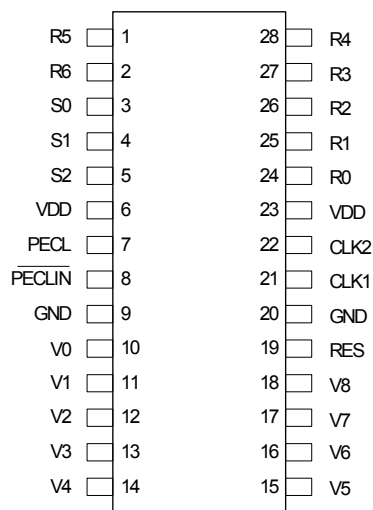 R5 1 28 R4
R6 2 27 R3
S0 3 26 R2
S1 4 25 R1
S2 5 24 R0
VDD 6 23 VDD
PECL 7 22 CLK2
PECLIN 8 21 CLK1
GND 9 20 GND
V0 10 19 RES
V1 11 18 V8
V2 12 17 V7
V3 13 16 V6
V4 14 15 V5